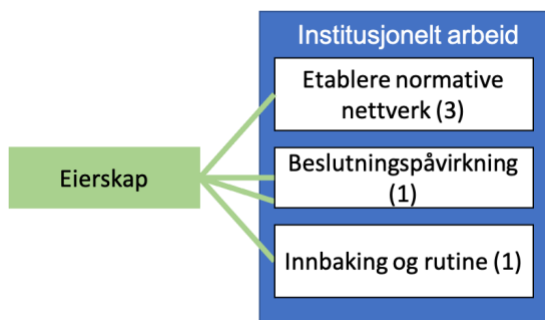 Institusjonelt arbeid
Etablere normative
nettverk (3)
Eierskap
Beslutningspåvirkning
(1)
Innbaking og rutine (1)